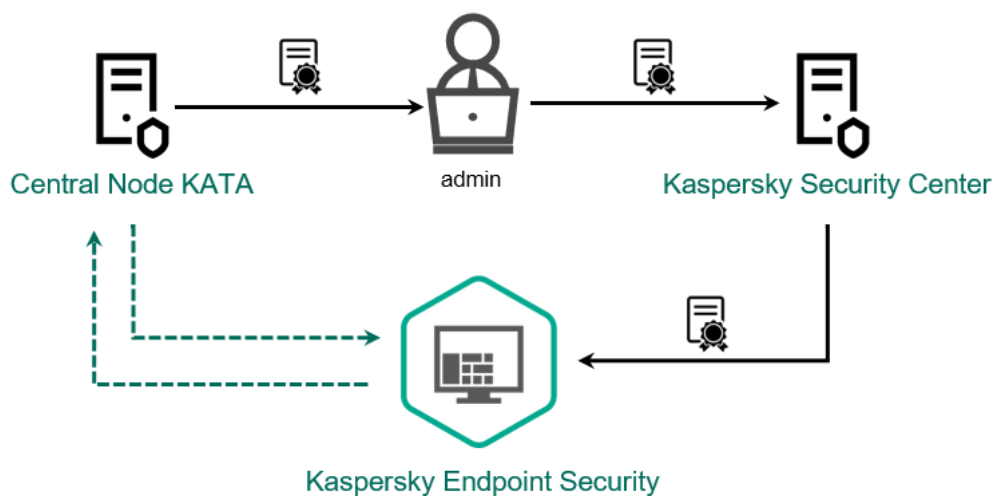 admin
Central Node KATA
Kaspersky Security Center
Kaspersky Endpoint Security